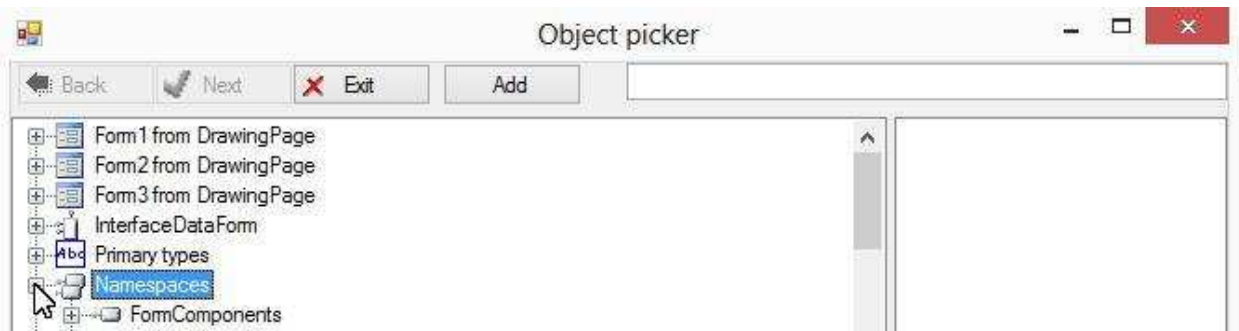 Object picker
Back Next Exit Add
Form1 from DrawingPage
Form2 from DrawingPage
Form3 from DrawingPage
InterfaceDataForm
Abc Primary types
Namespaces
FormComponents